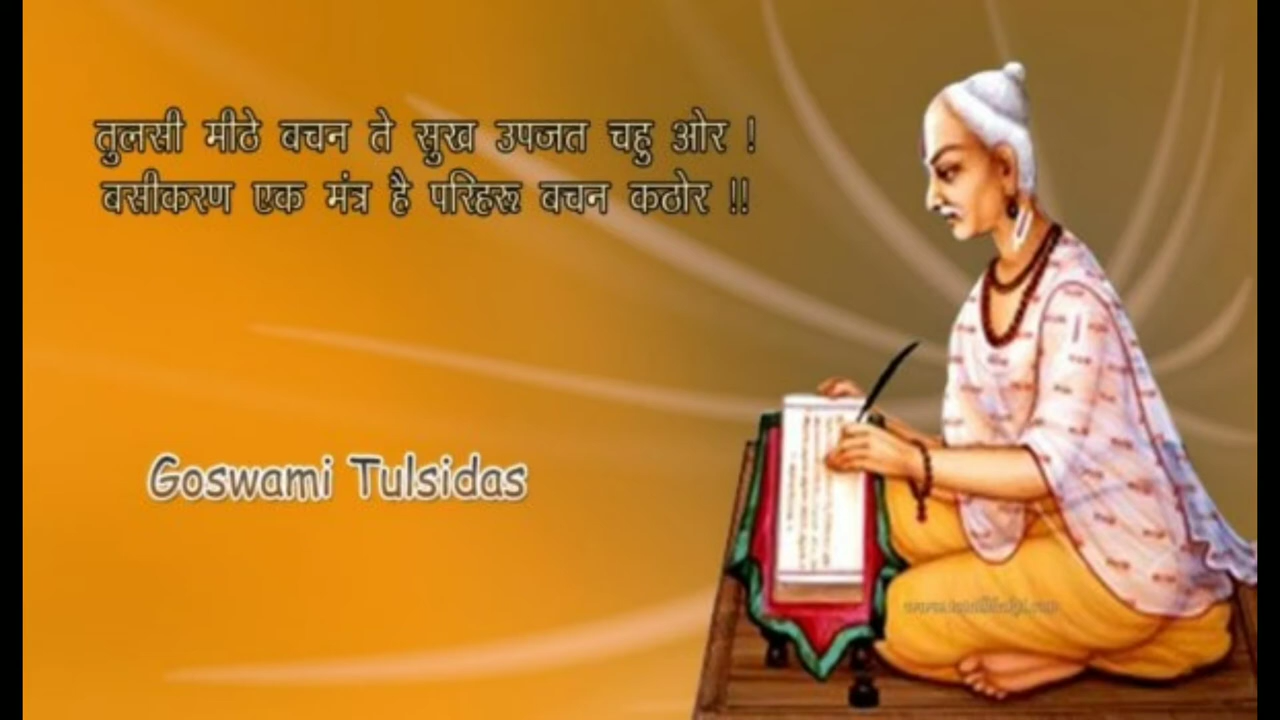 तुलसी मीठे बचन ते सुख उपजत चहु ओर !
बसीकरण एक मंत्र है परिहरू बचन कठोर !!
Goswami Tulsidas